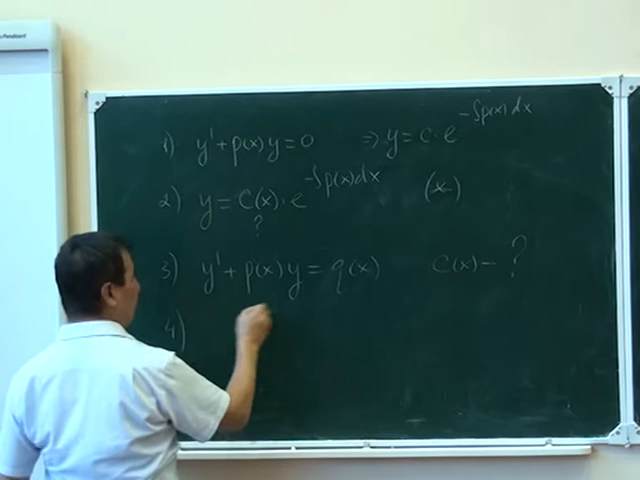 1) y' + p(x) y = 0 ⇒ y = c · e^{-∫p(x)dx}
2) y = C(x) · e^{-∫p(x)dx} (*)
?
3) y' + p(x) y = q(x) C(x) - ?
4)